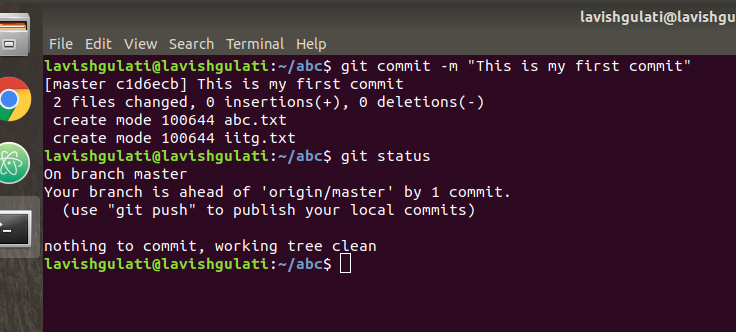 lavishgulati@lavishgu
File Edit View Search Terminal Help
lavishgulati@lavishgulati:~/abc$ git commit -m "This is my first commit"
[master c1d6ecb] This is my first commit
 2 files changed, 0 insertions(+), 0 deletions(-)
 create mode 100644 abc.txt
 create mode 100644 iitg.txt
lavishgulati@lavishgulati:~/abc$ git status
On branch master
Your branch is ahead of 'origin/master' by 1 commit.
  (use "git push" to publish your local commits)

nothing to commit, working tree clean
lavishgulati@lavishgulati:~/abc$